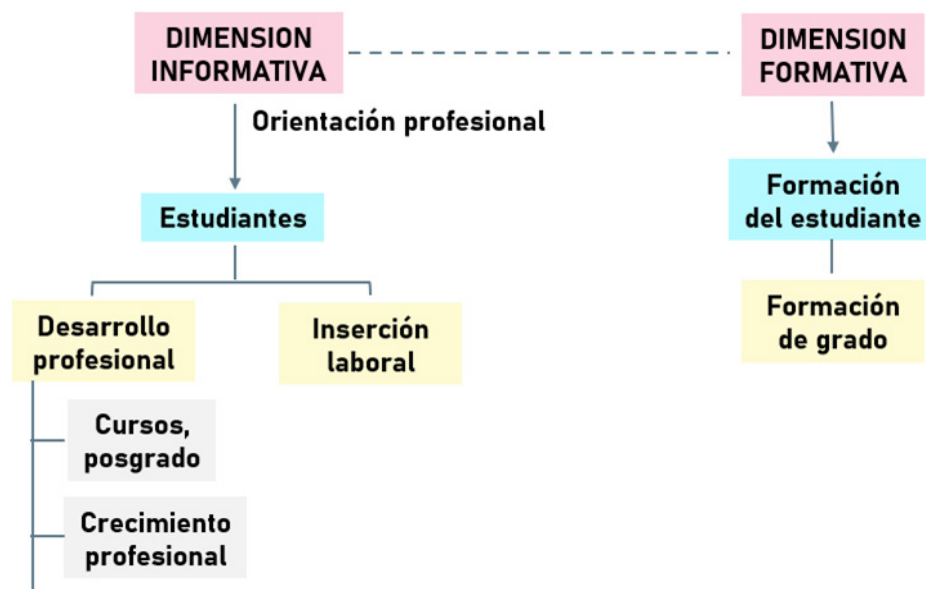 DIMENSION
INFORMATIVA
DIMENSION
FORMATIVA
Orientación profesional
Estudiantes
Formación
del estudiante
Desarrollo
profesional
Inserción
laboral
Formación
de grado
Cursos,
posgrado
Crecimiento
profesional